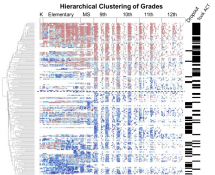 Hierarchical Clustering of Grades
K Elementary MS 9th 10th 11th 12th
Dropout
Took ACT